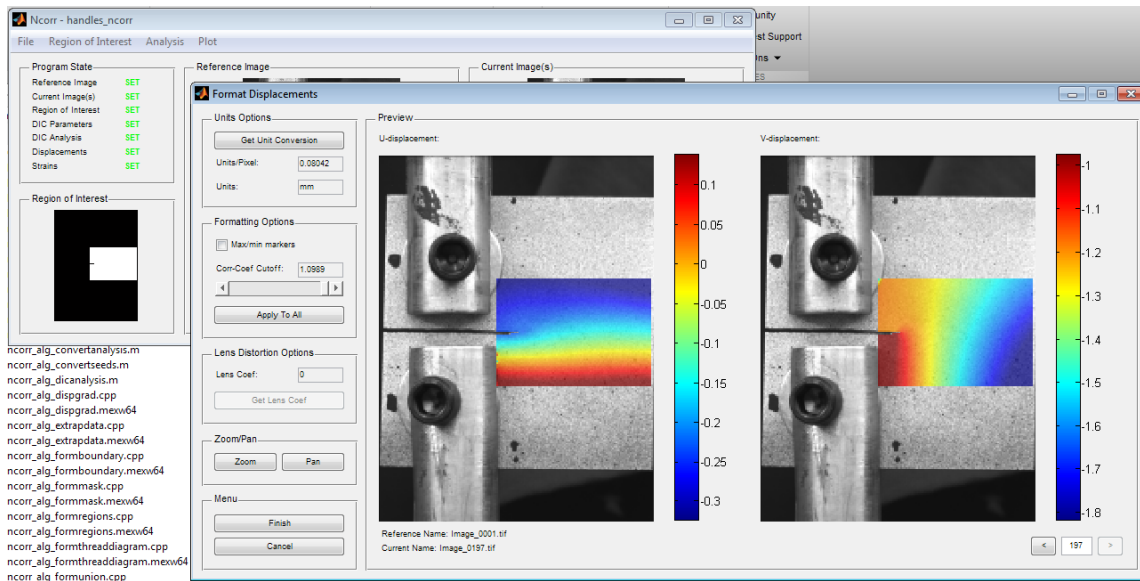 Ncorr - handles_ncorr
File Region of Interest Analysis Plot
unity
est Support
Ons
ES
Program State
Reference Image SET
Current Image(s) SET
Region of Interest SET
DIC Parameters SET
DIC Analysis SET
Displacements SET
Strains SET
Reference Image
Current Image(s)
Region of Interest
ncorr_alg_convertanalysis.m
ncorr_alg_convertseeds.m
ncorr_alg_dicanalysis.m
ncorr_alg_dispgrad.cpp
ncorr_alg_dispgrad.mexw64
ncorr_alg_extrapdata.cpp
ncorr_alg_extrapdata.mexw64
ncorr_alg_formboundary.cpp
ncorr_alg_formboundary.mexw64
ncorr_alg_formmask.cpp
ncorr_alg_formmask.mexw64
ncorr_alg_formregions.cpp
ncorr_alg_formregions.mexw64
ncorr_alg_formthreaddiagram.cpp
ncorr_alg_formthreaddiagram.mexw64
ncorr_alg_formunion.cpp
Format Displacements
Units Options
Get Unit Conversion
Units/Pixel: 0.08042
Units: mm
Formatting Options
Max/min markers
Corr-Coef Cutoff: 1.0989
Apply To All
Lens Distortion Options
Lens Coef: 0
Get Lens Coef
Zoom/Pan
Zoom Pan
Menu
Finish
Cancel
Preview
U-displacement:
0.1
0.05
0
-0.05
-0.1
-0.15
-0.2
-0.25
-0.3
V-displacement:
-1
-1.1
-1.2
-1.3
-1.4
-1.5
-1.6
-1.7
-1.8
Reference Name: Image_0001.tif
Current Name: Image_0197.tif
< 197 >